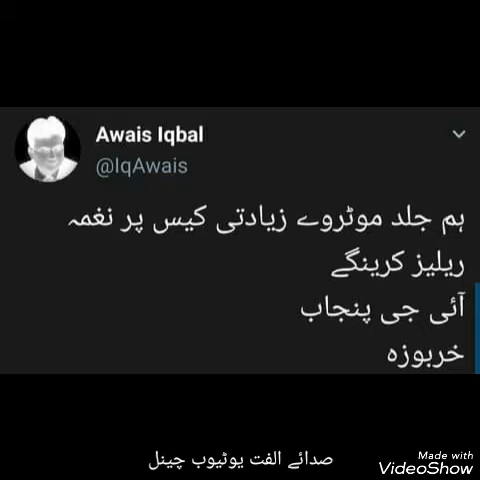 Awais Iqbal
@IqAwais
ہم جلد موٹروے زیادتی کیس پر نغمہ
ریلیز کرینگے
آئی جی پنجاب
خربوزہ
صدائے الفت یوٹیوب چینل
Made with
VideoShow